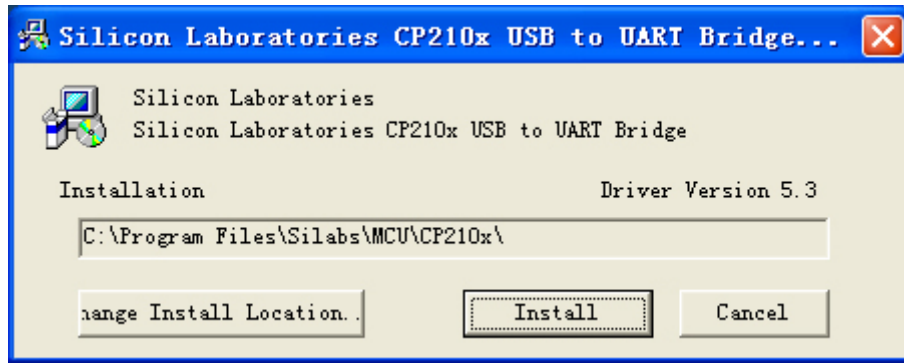 Silicon Laboratories CP210x USB to UART Bridge...
Silicon Laboratories
Silicon Laboratories CP210x USB to UART Bridge
Installation Driver Version 5.3
C:\Program Files\Silabs\MCU\CP210x\
hange Install Location.. Install Cancel